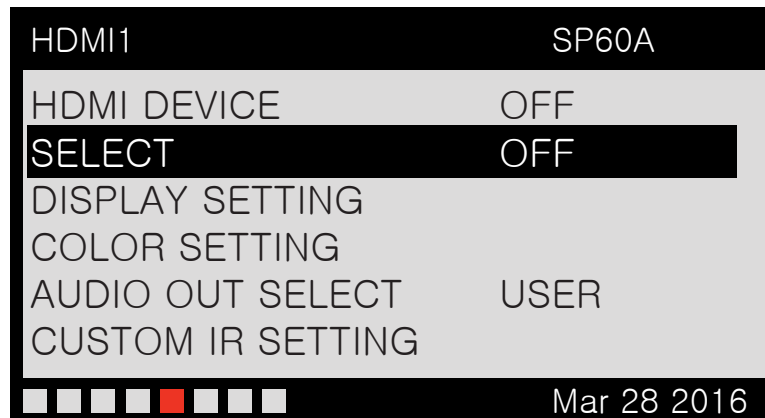 HDMI1 SP60A
HDMI DEVICE OFF
SELECT OFF
DISPLAY SETTING
COLOR SETTING
AUDIO OUT SELECT USER
CUSTOM IR SETTING
Mar 28 2016